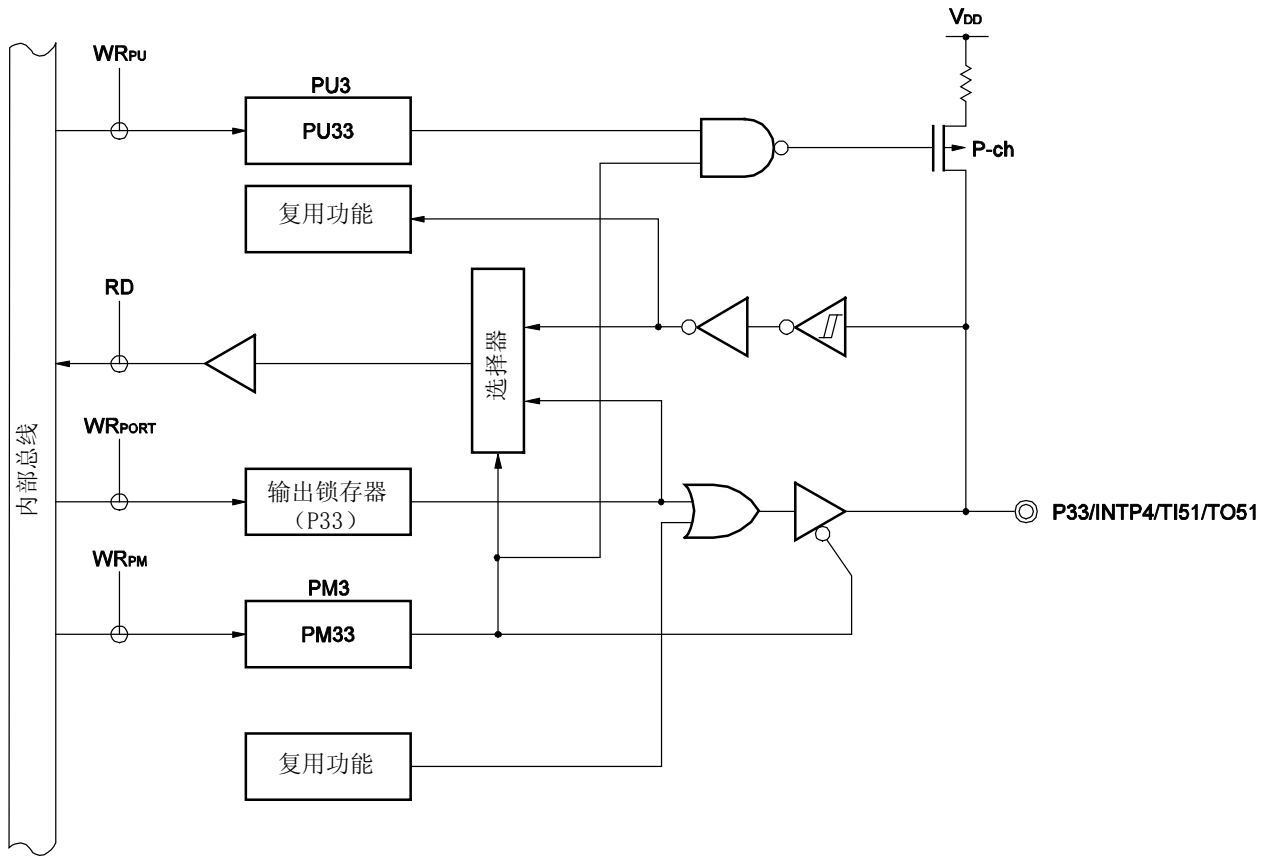 VDD
WRPU
PU3
PU33
P-ch
复用功能
RD
选择器
WRPORT
内部总线
输出锁存器
（P33）
P33/INTP4/TI51/TO51
WRPM
PM3
PM33
复用功能